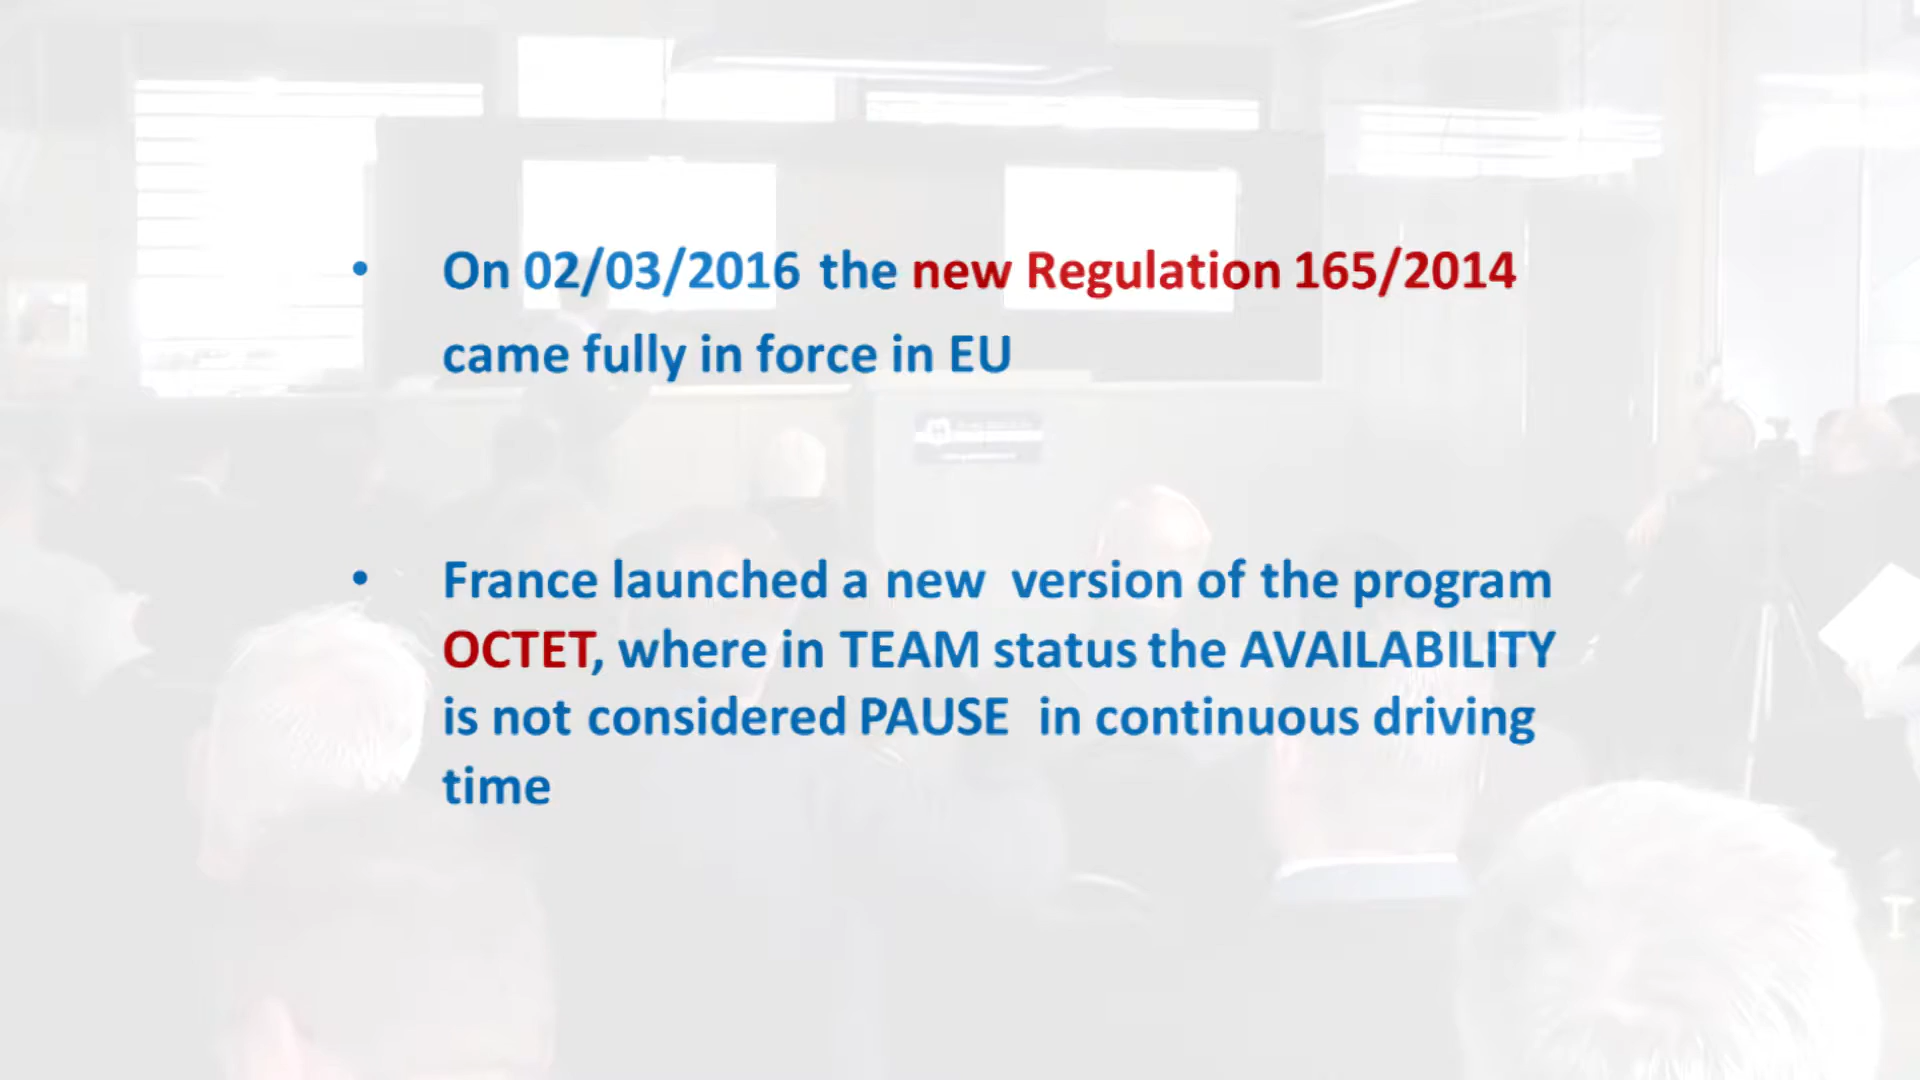 • On 02/03/2016 the new Regulation 165/2014
came fully in force in EU
• France launched a new version of the program
OCTET, where in TEAM status the AVAILABILITY
is not considered PAUSE in continuous driving
time